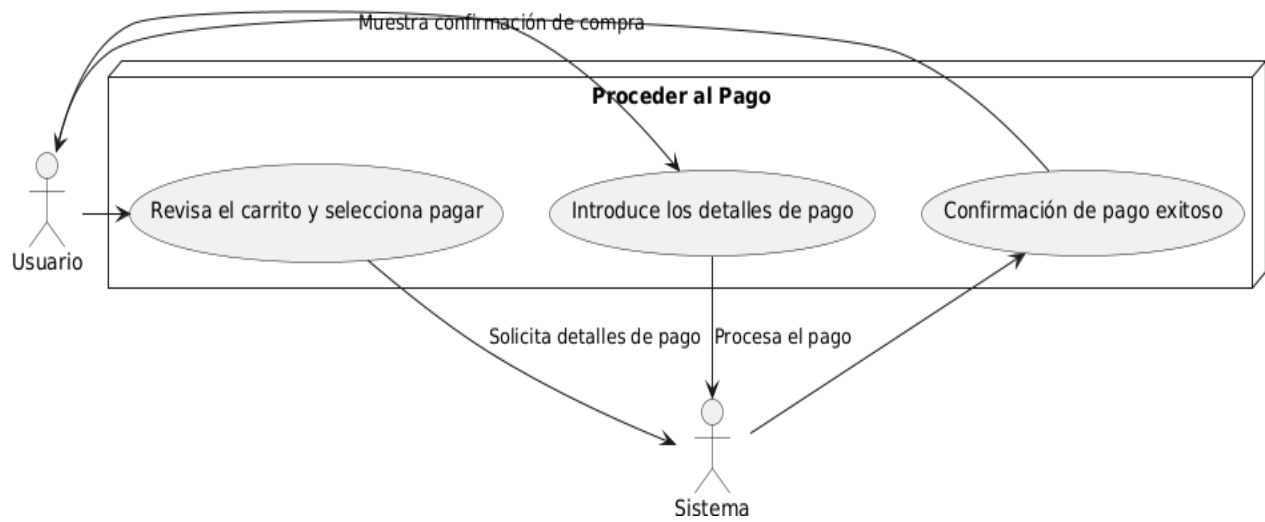 Muestra confirmación de compra
Proceder al Pago
Revisa el carrito y selecciona pagar
Introduce los detalles de pago
Confirmación de pago exitoso
Usuario
Solicita detalles de pago
Procesa el pago
Sistema